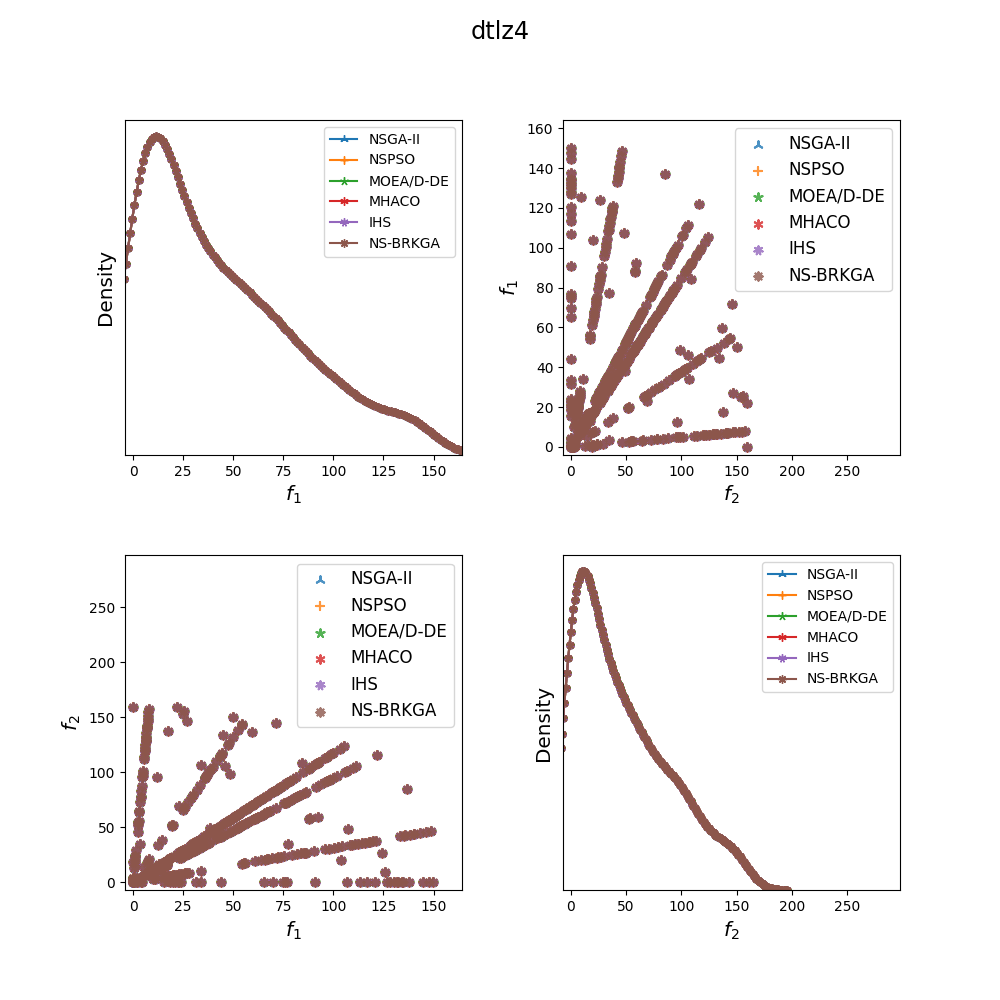 dtlz4
Density
NSGA-II
NSPSO
MOEA/D-DE
MHACO
IHS
NS-BRKGA
0 25 50 75 100 125 150
f1
f1
160
140
120
100
80
60
40
20
0
NSGA-II
NSPSO
MOEA/D-DE
MHACO
IHS
NS-BRKGA
0 50 100 150 200 250
f2
f2
250
200
150
100
50
0
NSGA-II
NSPSO
MOEA/D-DE
MHACO
IHS
NS-BRKGA
0 25 50 75 100 125 150
f1
Density
NSGA-II
NSPSO
MOEA/D-DE
MHACO
IHS
NS-BRKGA
0 50 100 150 200 250
f2